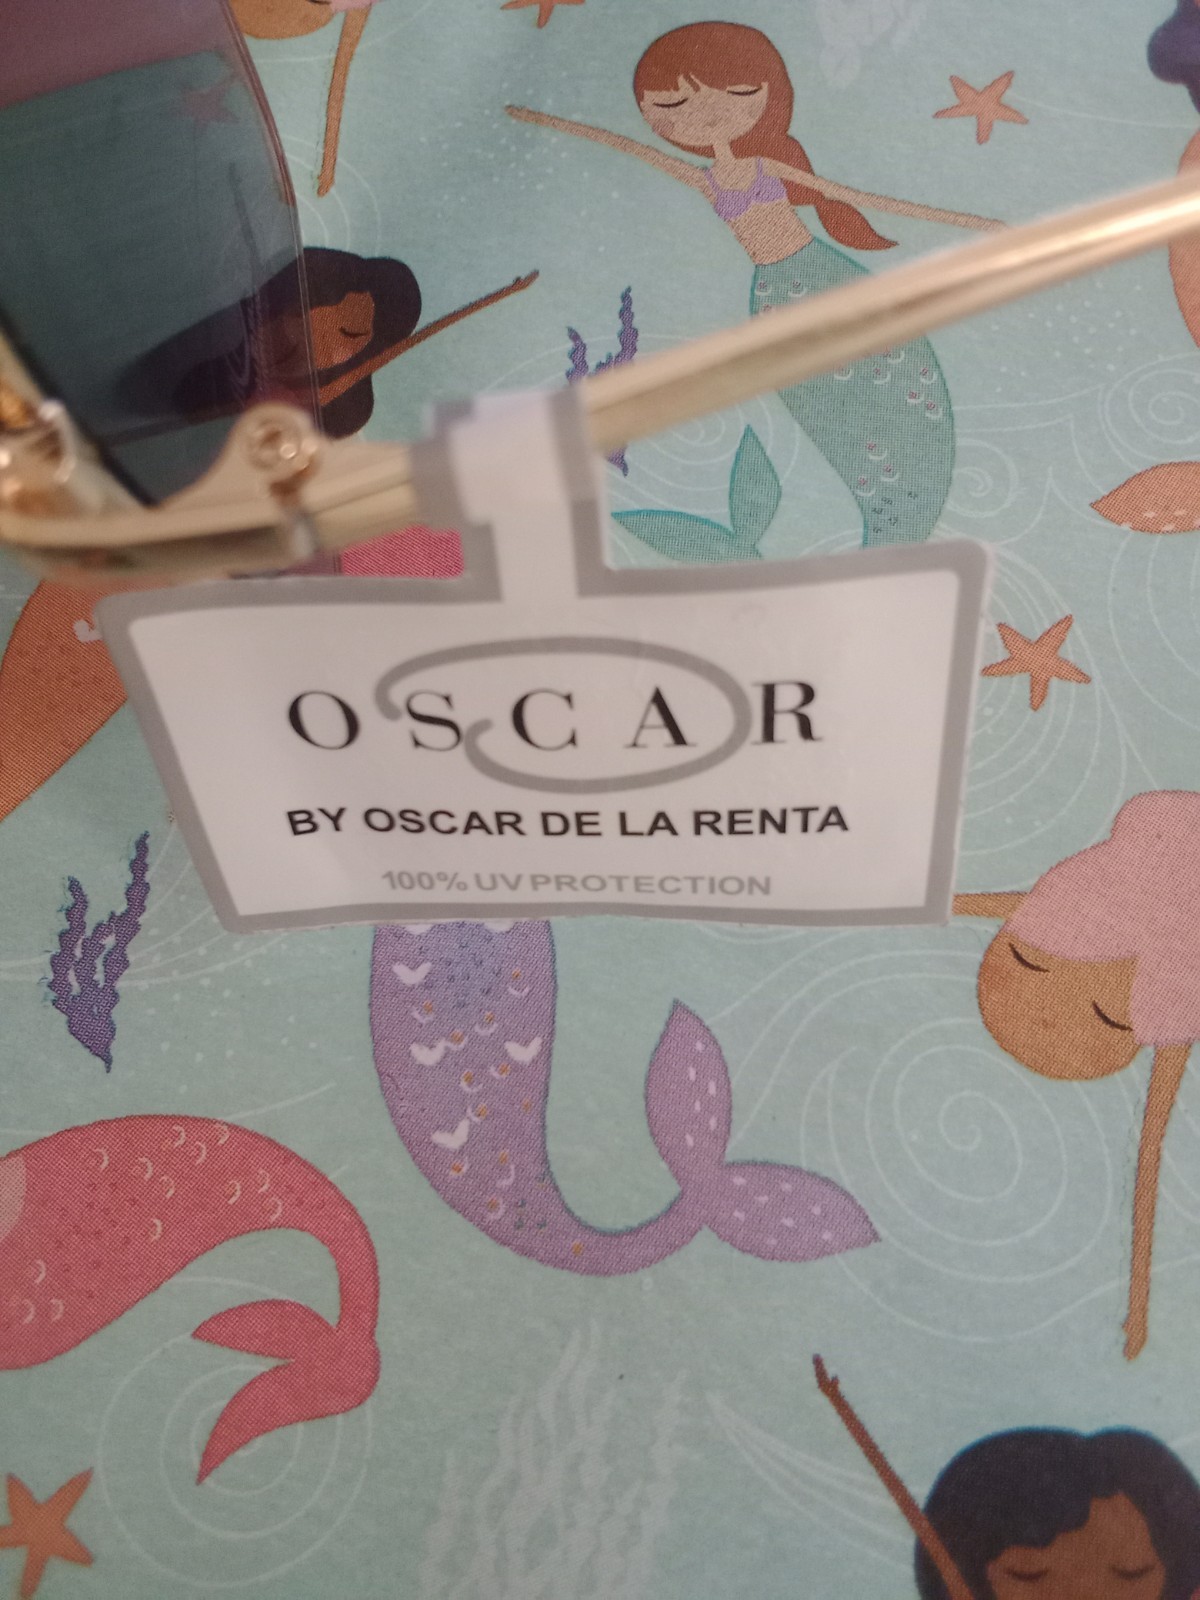 OSCAR
BY OSCAR DE LA RENTA
100% UV PROTECTION